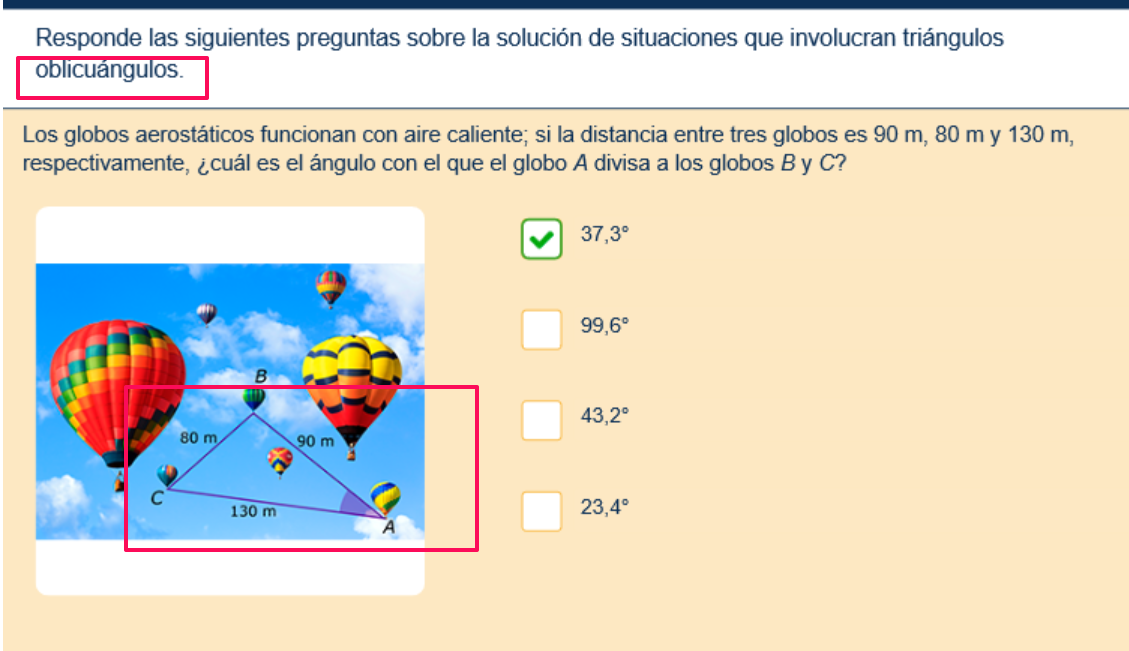 Responde las siguientes preguntas sobre la solución de situaciones que involucran triángulos
oblicuángulos.
Los globos aerostáticos funcionan con aire caliente; si la distancia entre tres globos es 90 m, 80 m y 130 m,
respectivamente, ¿cuál es el ángulo con el que el globo A divisa a los globos B y C?
37,3°
99,6°
43,2°
23,4°
B
80 m
90 m
C
130 m
A